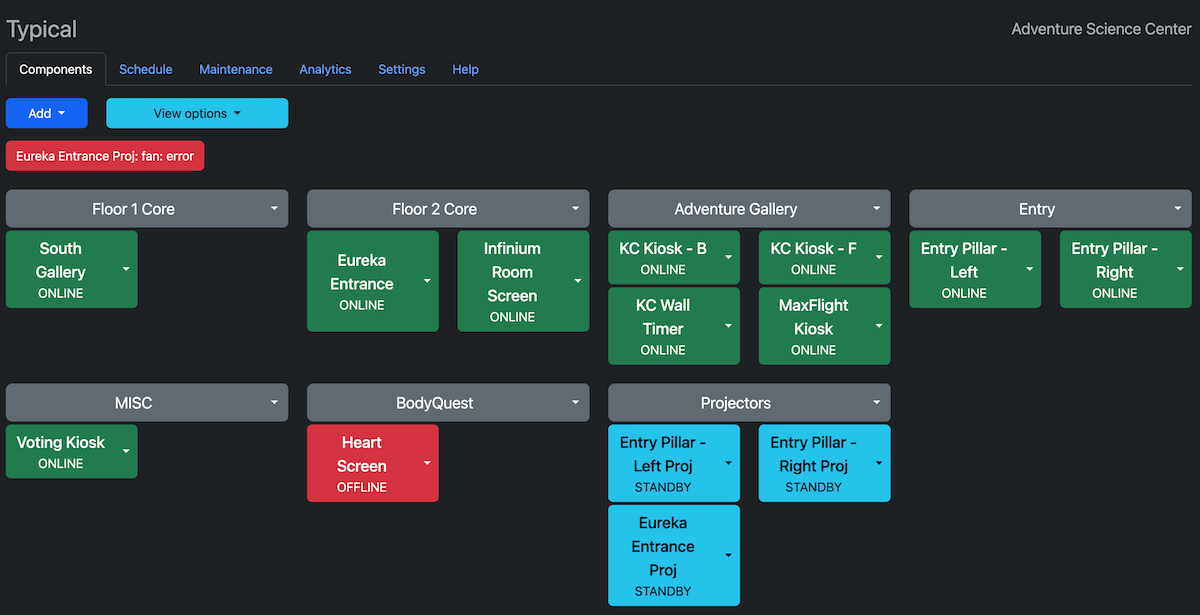 Typical
Adventure Science Center
Components
Schedule
Maintenance
Analytics
Settings
Help
Add
View options
Eureka Entrance Proj: fan: error
Floor 1 Core
South
Gallery
ONLINE
Floor 2 Core
Eureka
Entrance
ONLINE
Infinium
Room
Screen
ONLINE
Adventure Gallery
KC Kiosk - B
ONLINE
KC Kiosk - F
ONLINE
KC Wall
Timer
ONLINE
MaxFlight
Kiosk
ONLINE
Entry
Entry Pillar -
Left
ONLINE
Entry Pillar -
Right
ONLINE
MISC
Voting Kiosk
ONLINE
BodyQuest
Heart
Screen
OFFLINE
Projectors
Entry Pillar -
Left Proj
STANDBY
Entry Pillar -
Right Proj
STANDBY
Eureka
Entrance
Proj
STANDBY